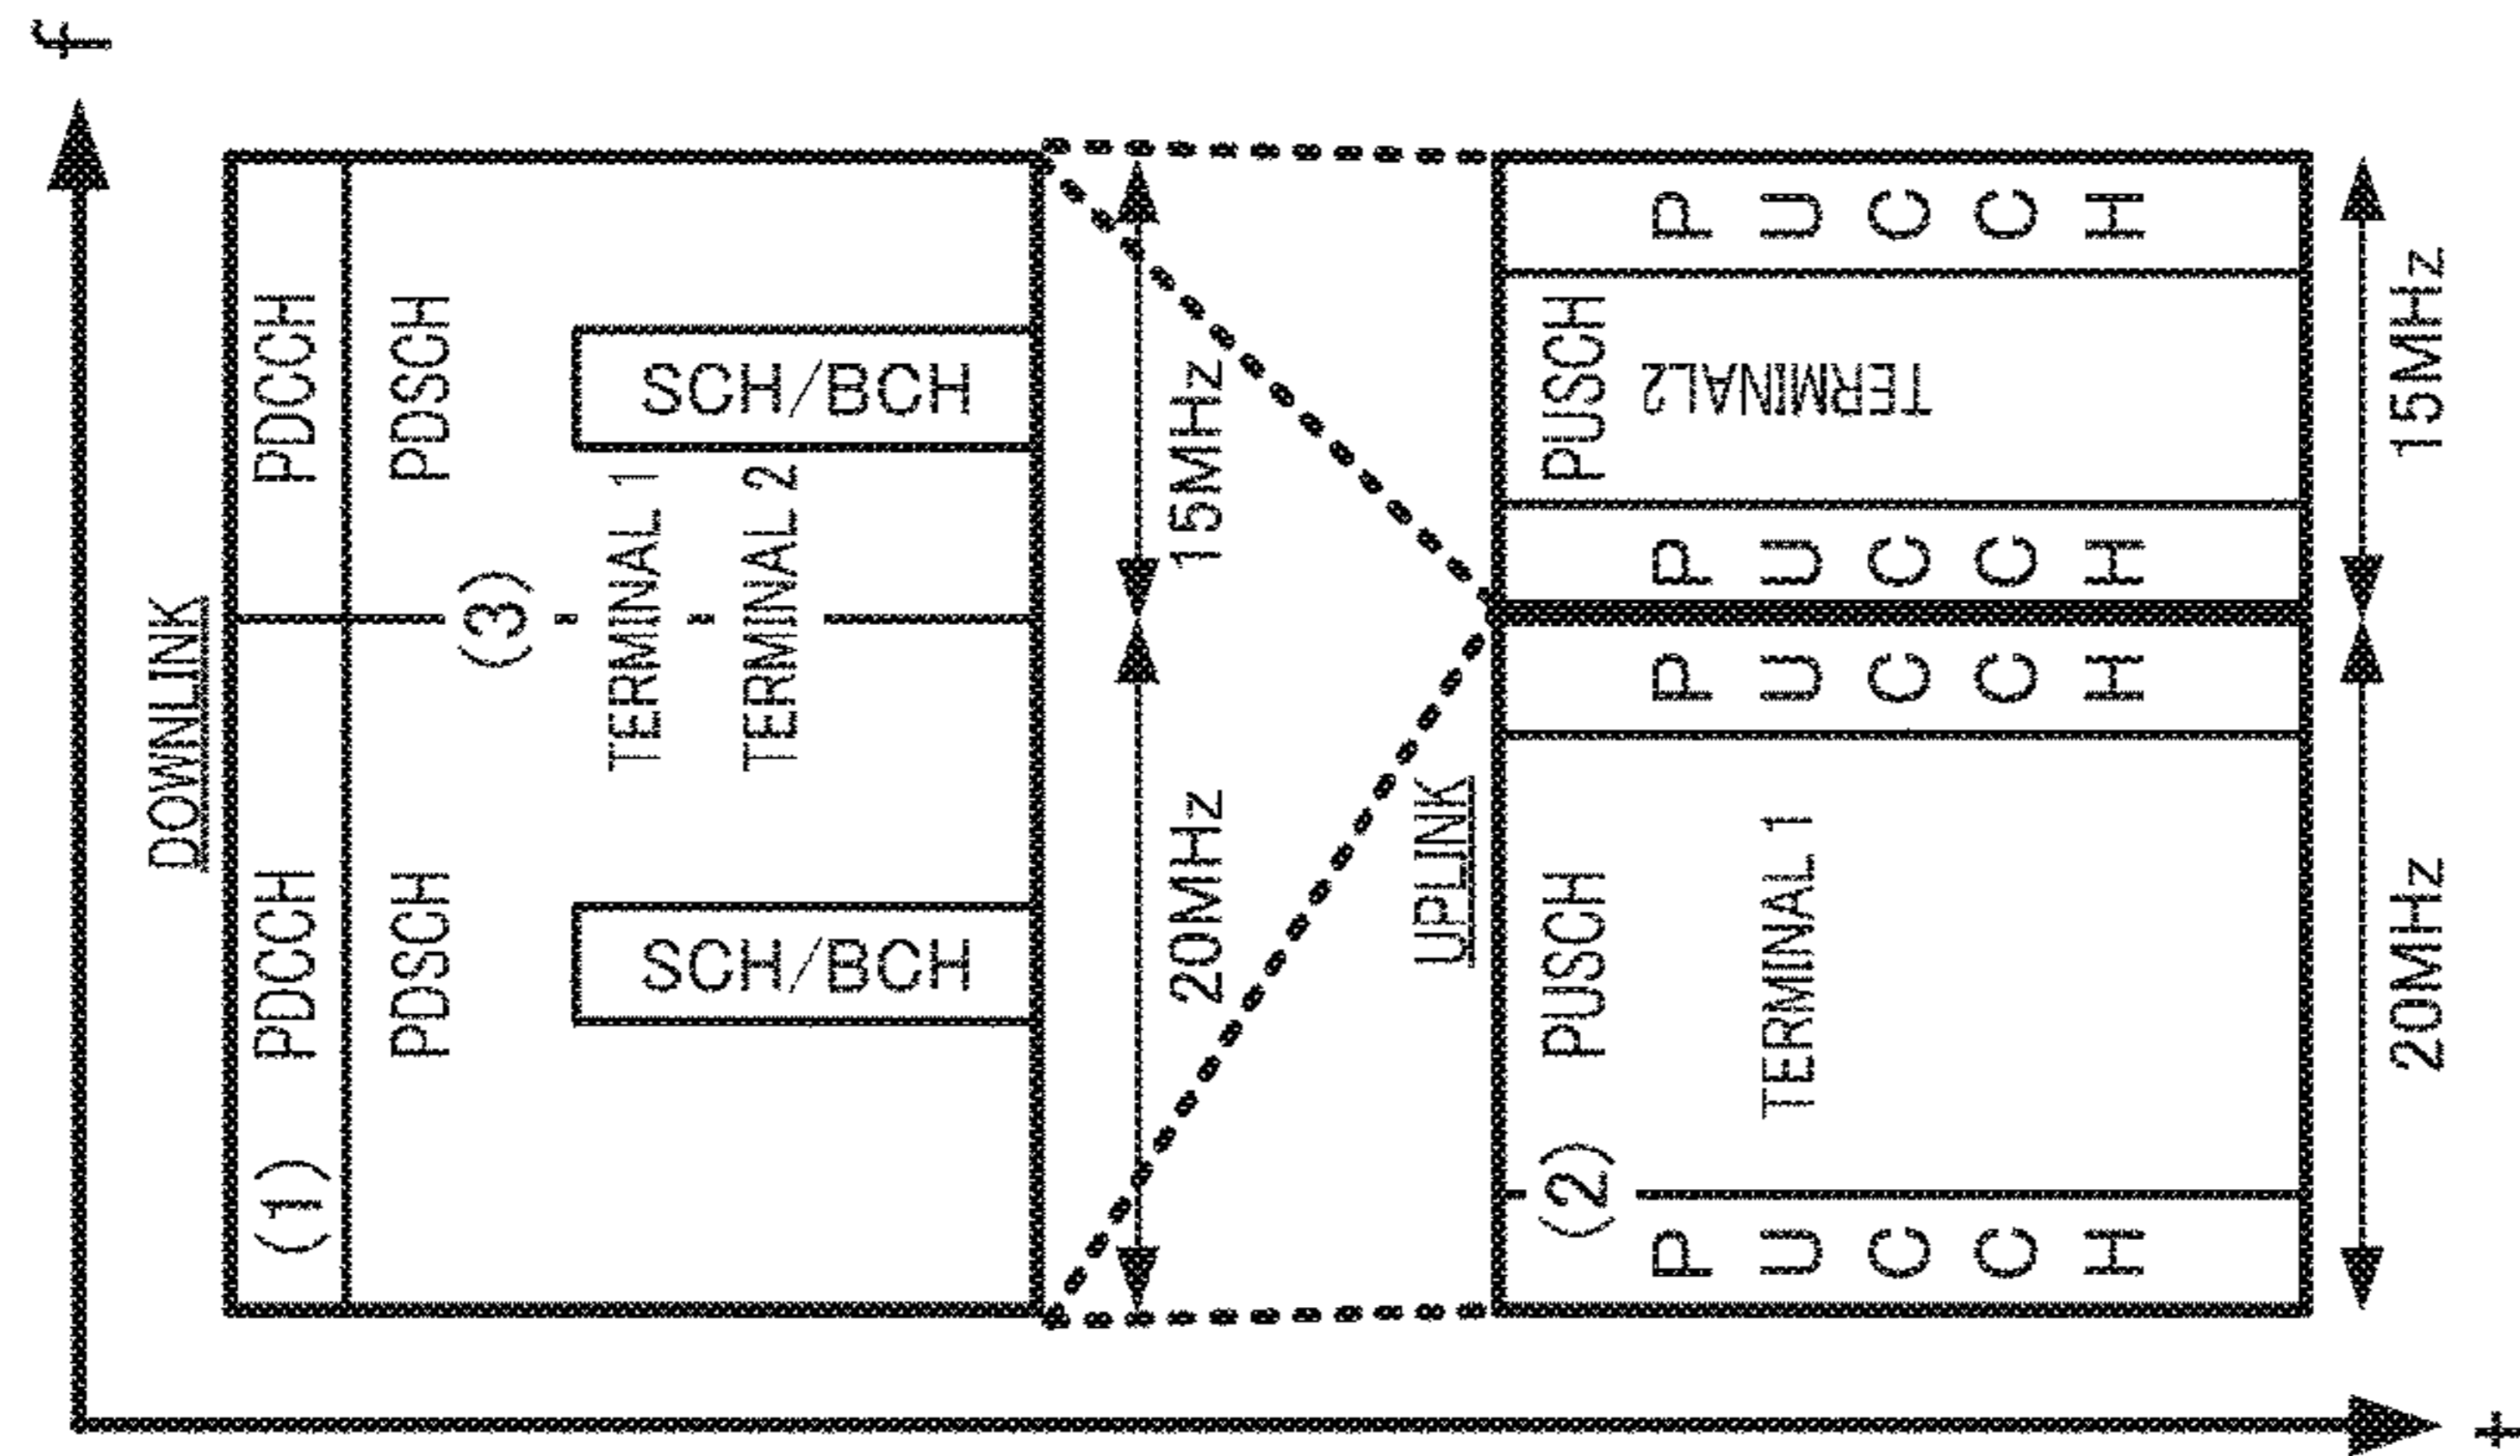 f
DOWNLINK
(1) PDCCH PDCCH
PDSCH PDSCH
(3)
TERMINAL 1
TERMINAL 2
SCH/BCH SCH/BCH
20MHz 15MHz
UPLINK
(2) PUSCH PUSCH
PUCCH TERMINAL 1 PUCCH PUCCH TERMINAL2 PUCCH
20MHz 15MHz
t